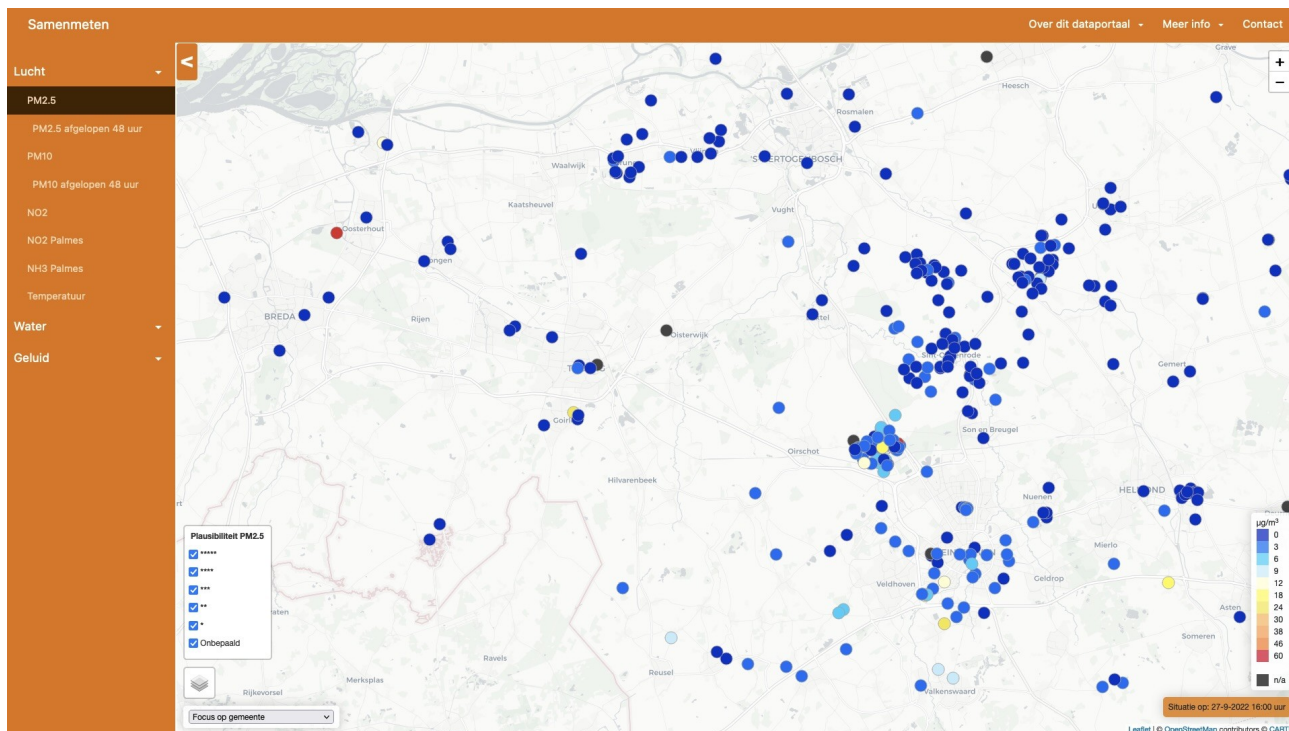 Samenmeten
Over dit dataportaal
Meer info
Contact
Lucht
PM2.5
PM2.5 afgelopen 48 uur
PM10
PM10 afgelopen 48 uur
NO2
NO2 Palmes
NH3 Palmes
Temperatuur
Water
Geluid
<
+
−
Grave
Heesch
Rosmalen
Waalwijk
Kaatsheuvel
Vught
Oosterhout
BREDA
Rijen
Oisterwijk
Gemert
Son en Breugel
Oirschot
Hilvarenbeek
Nuenen
Mierlo
Geldrop
Veldhoven
Asten
Someren
Reusel
Ravels
Merksplas
Rijkevorsel
Valkenswaard
Plausibiliteit PM2.5
*****
****
***
**
*
Onbepaald
Focus op gemeente
µg/m³
0
3
6
9
12
18
24
30
38
46
60
n/a
Situatie op: 27-9-2022 16:00 uur
Leaflet | © OpenStreetMap contributors © CART